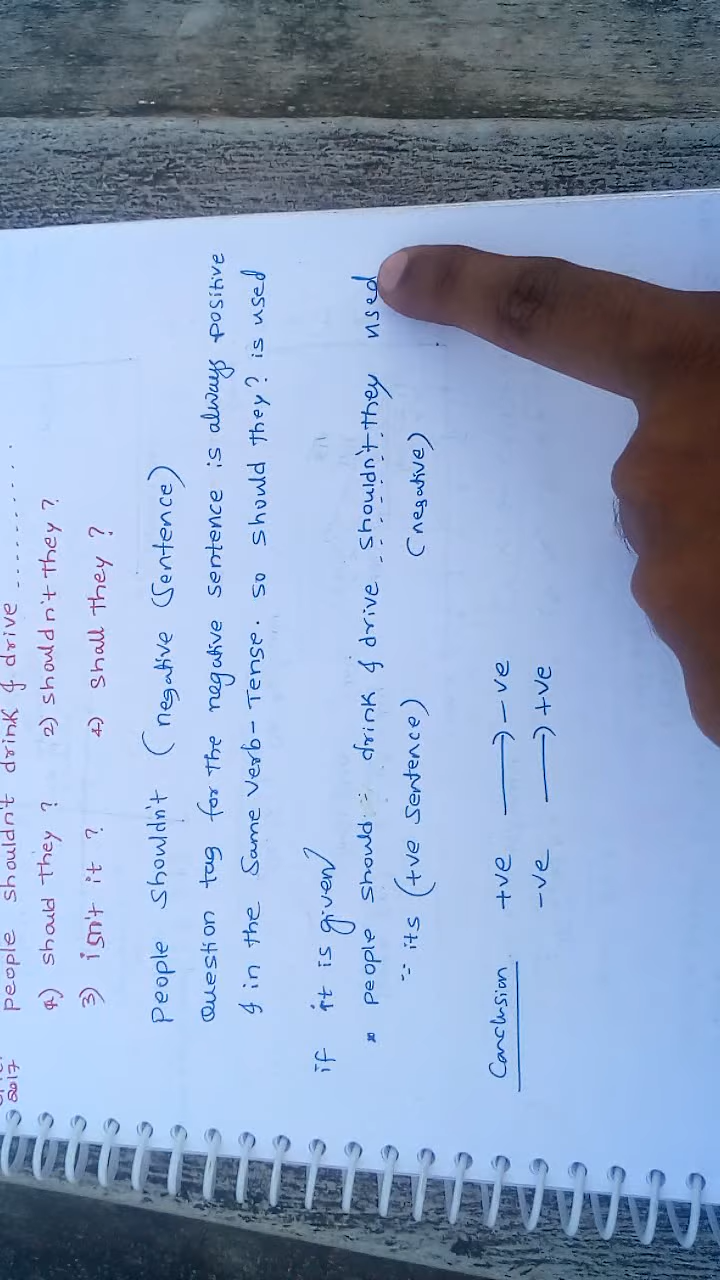 2017
people shouldn't drink & drive ..........
1) should they ? 2) shouldn't they ?
3) isn't it ? 4) shall they ?
people shouldn't (negative Sentence)
Question tag for the negative sentence is always positive
& in the Same verb-Tense. so should they? is used
if it is given
* people should drink & drive shouldn't they used
∵ its (+ve Sentence) (negative)
Conclusion +ve ⟶ -ve
-ve ⟶ +ve